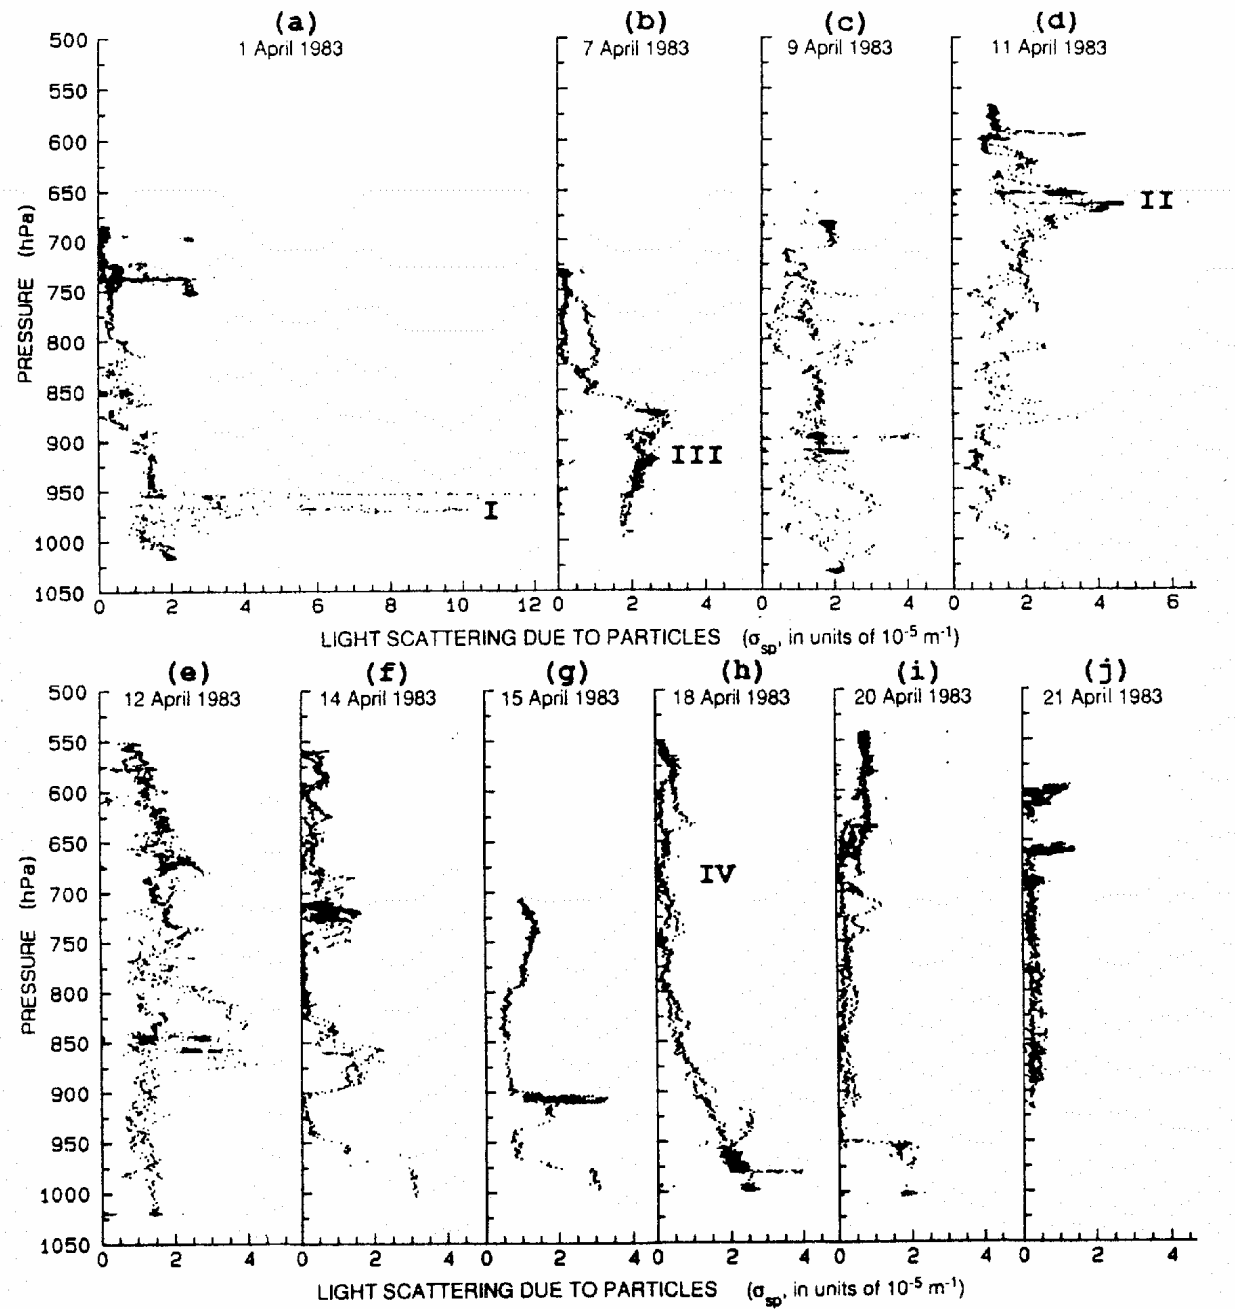 (a) (b) (c) (d)
1 April 1983 7 April 1983 9 April 1983 11 April 1983
500
550
600
650
700
750
800
850
900
950
1000
1050
PRESSURE (hPa)
I
III
II
0 2 4 6 8 10 12 0 2 4 0 2 4 0 2 4 6
LIGHT SCATTERING DUE TO PARTICLES (σsp, in units of 10-5 m-1)
(e) (f) (g) (h) (i) (j)
12 April 1983 14 April 1983 15 April 1983 18 April 1983 20 April 1983 21 April 1983
500
550
600
650
700
750
800
850
900
950
1000
1050
PRESSURE (hPa)
IV
0 2 4 0 2 4 0 2 4 0 2 4 0 2 4 0 2 4
LIGHT SCATTERING DUE TO PARTICLES (σsp, in units of 10-5 m-1)